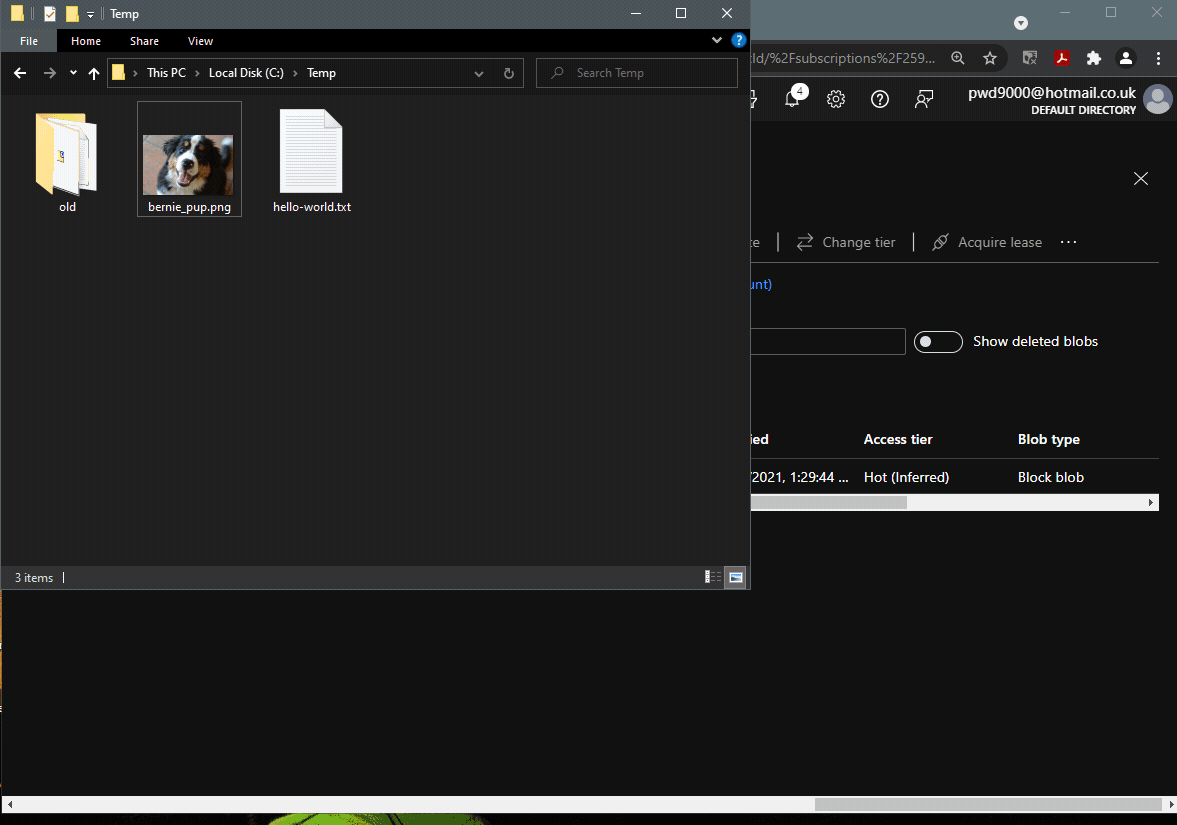 Temp
File Home Share View
This PC Local Disk (C:) Temp
Search Temp
old
bernie_pup.png
hello-world.txt
3 items
ld/%2Fsubscriptions%2F259...
4
pwd9000@hotmail.co.uk
DEFAULT DIRECTORY
te | Change tier | Acquire lease ...
unt)
Show deleted blobs
ied Access tier Blob type
/2021, 1:29:44 ... Hot (Inferred) Block blob